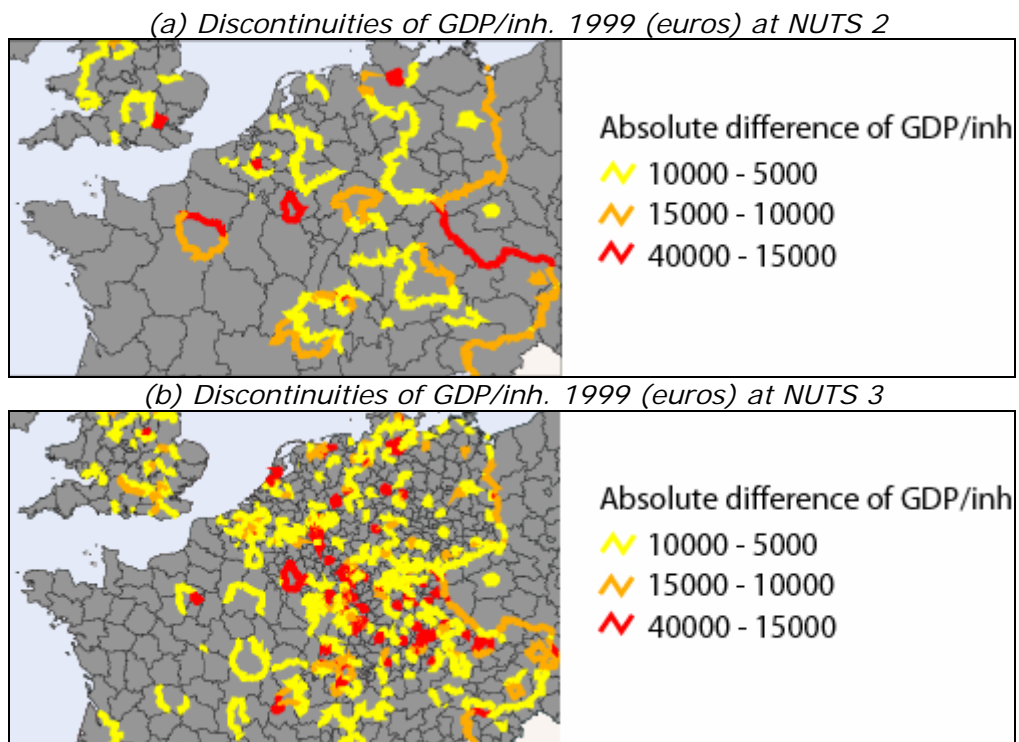 (a) Discontinuities of GDP/inh. 1999 (euros) at NUTS 2
Absolute difference of GDP/inh
10000 - 5000
15000 - 10000
40000 - 15000
(b) Discontinuities of GDP/inh. 1999 (euros) at NUTS 3
Absolute difference of GDP/inh
10000 - 5000
15000 - 10000
40000 - 15000